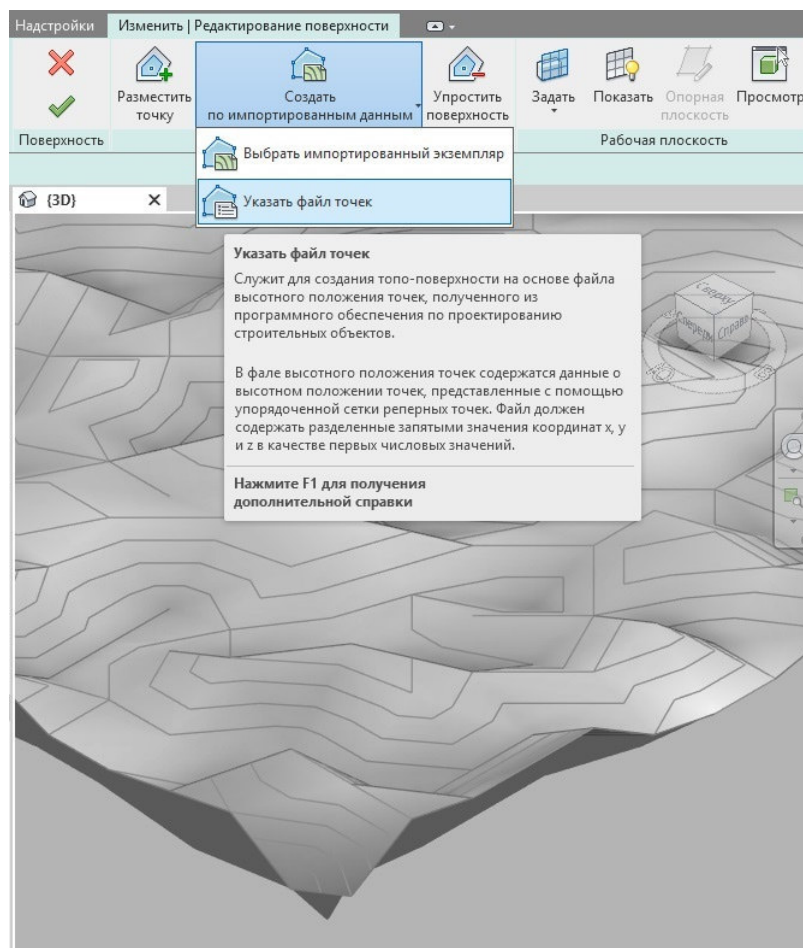 Надстройки Изменить | Редактирование поверхности
Разместить точку
Создать по импортированным данным
Упростить поверхность
Задать
Показать
Опорная плоскость
Просмотр
Поверхность
Рабочая плоскость
Выбрать импортированный экземпляр
{3D}
Указать файл точек
Указать файл точек
Служит для создания топо-поверхности на основе файла
высотного положения точек, полученного из
программного обеспечения по проектированию
строительных объектов.
В фале высотного положения точек содержатся данные о
высотном положении точек, представленные с помощью
упорядоченной сетки реперных точек. Файл должен
содержать разделенные запятыми значения координат x, y
и z в качестве первых числовых значений.
Нажмите F1 для получения
дополнительной справки
Сверху
Спереди
Справа